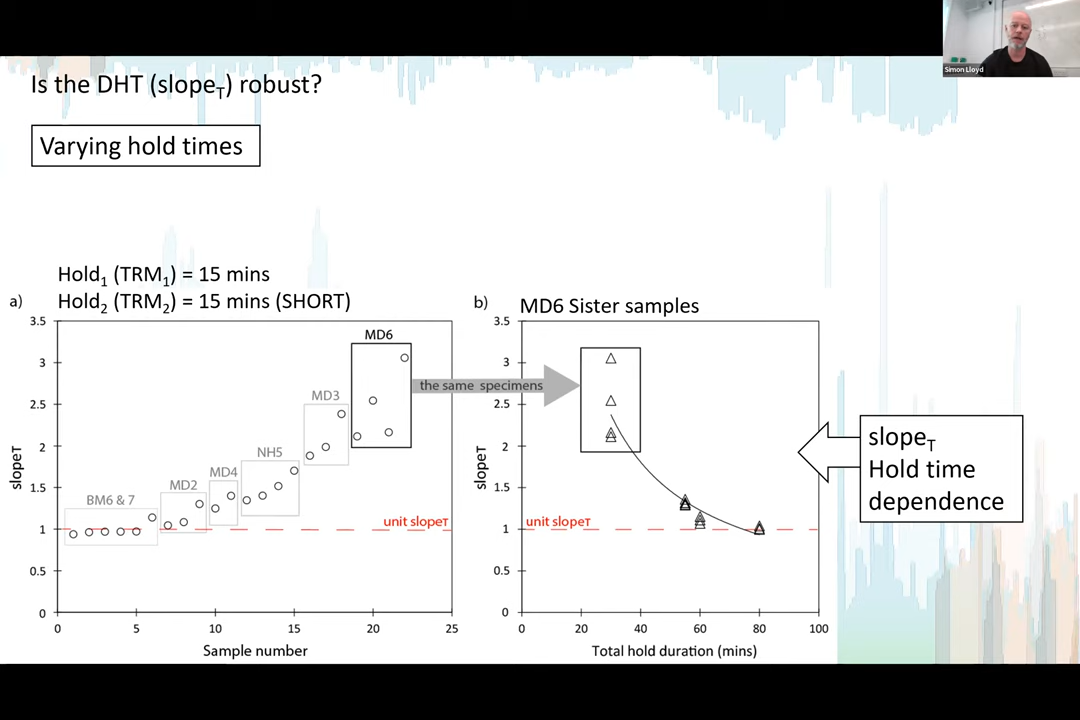 Simon Lloyd
Is the DHT (slopeT) robust?
Varying hold times
Hold1 (TRM1) = 15 mins
Hold2 (TRM2) = 15 mins (SHORT)
a)
3.5
3
2.5
2
1.5
1
0.5
0
slopeT
BM6 & 7
MD2
MD4
NH5
MD3
MD6
unit slopeT
0
5
10
15
20
25
Sample number
the same specimens
b)
MD6 Sister samples
3.5
3
2.5
2
1.5
1
0.5
0
slopeT
unit slopeT
0
20
40
60
80
100
Total hold duration (mins)
slopeT
Hold time
dependence